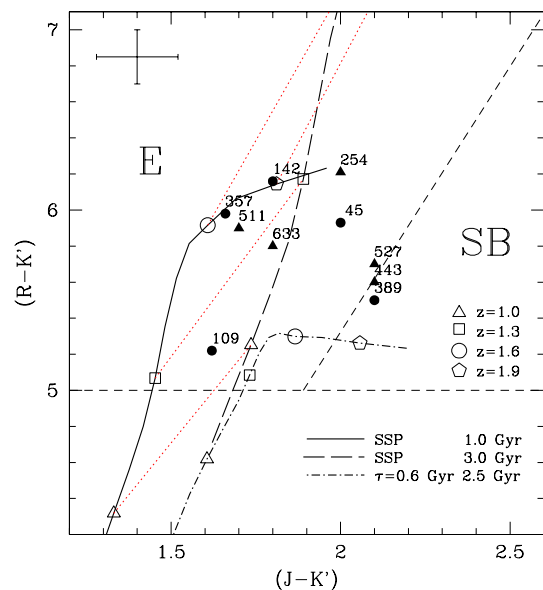 7
6
5
(R−K')
E
SB
142
254
357
511
45
633
527
443
389
109
z=1.0
z=1.3
z=1.6
z=1.9
SSP 1.0 Gyr
SSP 3.0 Gyr
τ=0.6 Gyr 2.5 Gyr
1.5 2 2.5
(J−K')